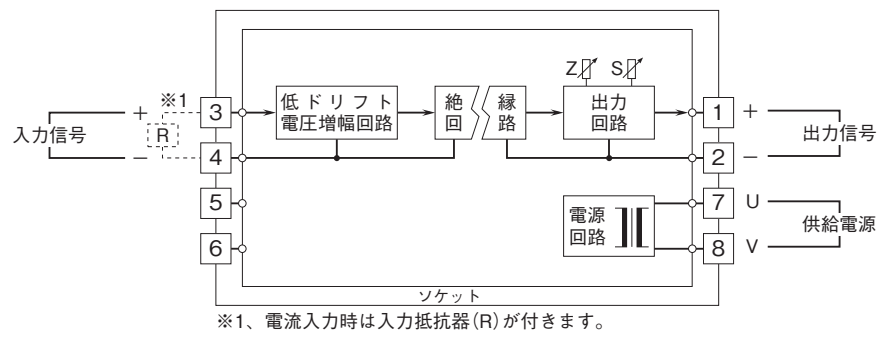 Z S
※1
3 低ドリフト 絶 縁 出力 1 +
電圧増幅回路 回 路 回路
+
入力信号 R 出力信号
− 4 2 −
5 電源 7 U
回路 供給電源
6 8 V
ソケット
※1、電流入力時は入力抵抗器(R)が付きます。